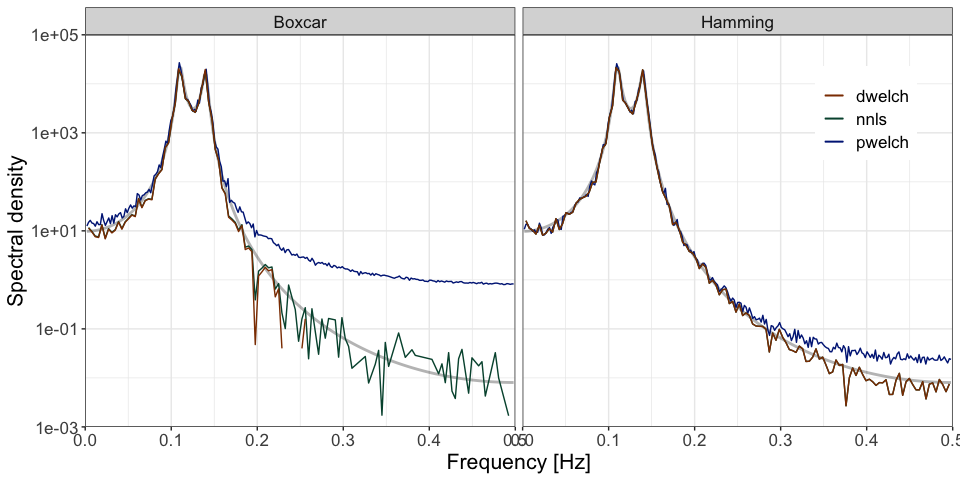 Boxcar
Hamming
1e+05
1e+03
1e+01
1e-01
1e-03
Spectral density
dwelch
nnls
pwelch
0.0 0.1 0.2 0.3 0.4 0.5
0.0 0.1 0.2 0.3 0.4 0.5
Frequency [Hz]